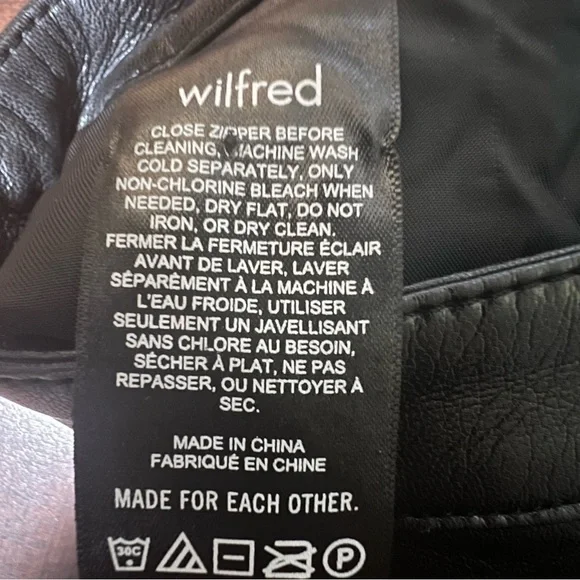 wilfred
CLOSE ZIPPER BEFORE
CLEANING, MACHINE WASH
COLD SEPARATELY, ONLY
NON-CHLORINE BLEACH WHEN
NEEDED, DRY FLAT, DO NOT
IRON, OR DRY CLEAN.
FERMER LA FERMETURE ÉCLAIR
AVANT DE LAVER, LAVER
SÉPARÉMENT À LA MACHINE À
L'EAU FROIDE, UTILISER
SEULEMENT UN JAVELLISANT
SANS CHLORE AU BESOIN,
SÉCHER À PLAT, NE PAS
REPASSER, OU NETTOYER À
SEC.
MADE IN CHINA
FABRIQUÉ EN CHINE
MADE FOR EACH OTHER.
30C P